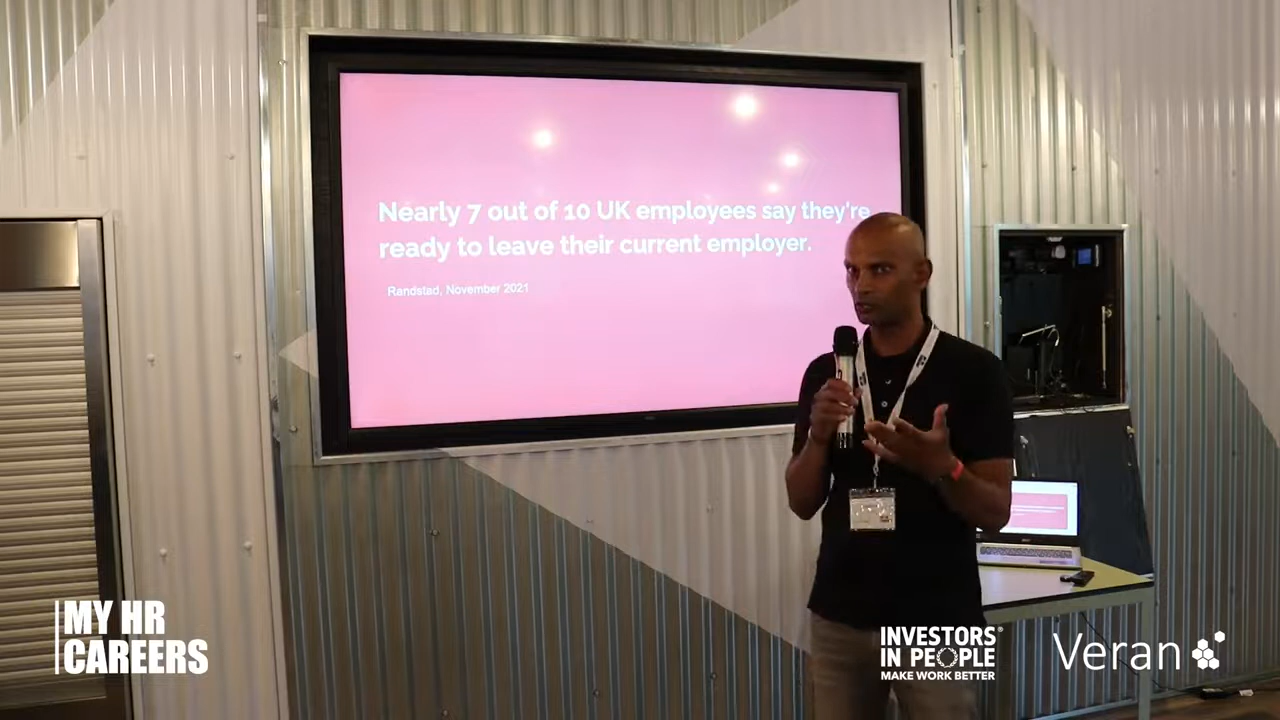 Nearly 7 out of 10 UK employees say they're
ready to leave their current employer.
Randstad, November 2021
MY HR
CAREERS
INVESTORS®
IN PEOPLE
MAKE WORK BETTER
Veran